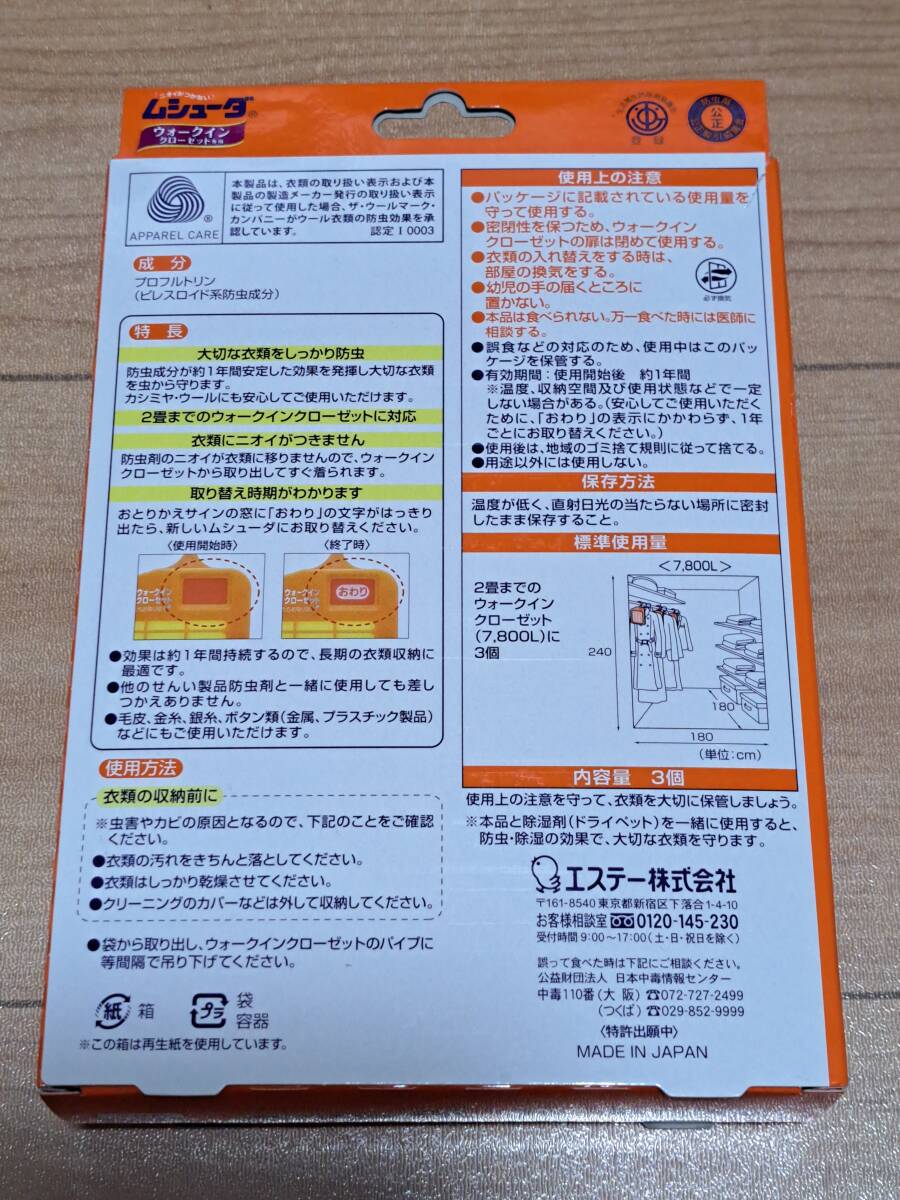 ニオイがつかない
ムシューダ®
ウォークイン
クローゼット専用
防虫剤
公正
APPAREL CARE
®
本製品は、衣類の取り扱い表示および本
製品の製造メーカー発行の取り扱い表示
に従って使用した場合、ザ・ウールマーク・
カンパニーがウール衣類の防虫効果を承
認しています。 認定 I 0003
成分
プロフルトリン
(ピレスロイド系防虫成分)
特長
大切な衣類をしっかり防虫
防虫成分が約1年間安定した効果を発揮し大切な衣類
を虫から守ります。
カシミヤ・ウールにも安心してご使用いただけます。
2畳までのウォークインクローゼットに対応
衣類にニオイがつきません
防虫剤のニオイが衣類に移りませんので、ウォークイン
クローゼットから取り出してすぐ着られます。
取り替え時期がわかります
おとりかえサインの窓に「おわり」の文字がはっきり
出たら、新しいムシューダにお取り替えください。
〈使用開始時〉 〈終了時〉
ウォークイン
クローゼット
ウォークイン
クローゼット
おわり
●効果は約1年間持続するので、長期の衣類収納に
最適です。
●他のせんい製品防虫剤と一緒に使用しても差し
つかえありません。
●毛皮、金糸、銀糸、ボタン類(金属、プラスチック製品)
などにもご使用いただけます。
使用方法
衣類の収納前に
※虫害やカビの原因となるので、下記のことをご確認
ください。
●衣類の汚れをきちんと落としてください。
●衣類はしっかり乾燥させてください。
●クリーニングのカバーなどは外して収納してください。
●袋から取り出し、ウォークインクローゼットのパイプに
等間隔で吊り下げてください。
紙 箱
プラ 袋
容器
※この箱は再生紙を使用しています。
使用上の注意
●パッケージに記載されている使用量を
守って使用する。
●密閉性を保つため、ウォークイン
クローゼットの扉は閉めて使用する。
●衣類の入れ替えをする時は、
部屋の換気をする。
●幼児の手の届くところに
置かない。
必ず換気
●本品は食べられない。万一食べた時には医師に
相談する。
●誤食などの対応のため、使用中はこのパッ
ケージを保管する。
●有効期間:使用開始後 約1年間
※温度、収納空間及び使用状態などで一定
しない場合がある。(安心してご使用いただく
ために、「おわり」の表示にかかわらず、1年
ごとにお取り替えください。)
●使用後は、地域のゴミ捨て規則に従って捨てる。
●用途以外には使用しない。
保存方法
温度が低く、直射日光の当たらない場所に密封
したまま保存すること。
標準使用量
2畳までの
ウォークイン
クローゼット
(7,800L)に
3個
<7,800L>
240
180
180
(単位:cm)
内容量 3個
使用上の注意を守って、衣類を大切に保管しましょう。
※本品と除湿剤(ドライペット)を一緒に使用すると、
防虫・除湿の効果で、大切な衣類を守ります。
エステー株式会社
〒161-8540 東京都新宿区下落合1-4-10
お客様相談室 0120-145-230
受付時間 9:00~17:00(土・日・祝日を除く)
誤って食べた時は下記にご相談ください。
公益財団法人 日本中毒情報センター
中毒110番(大 阪) ☎072-727-2499
(つくば) ☎029-852-9999
〈特許出願中〉
MADE IN JAPAN